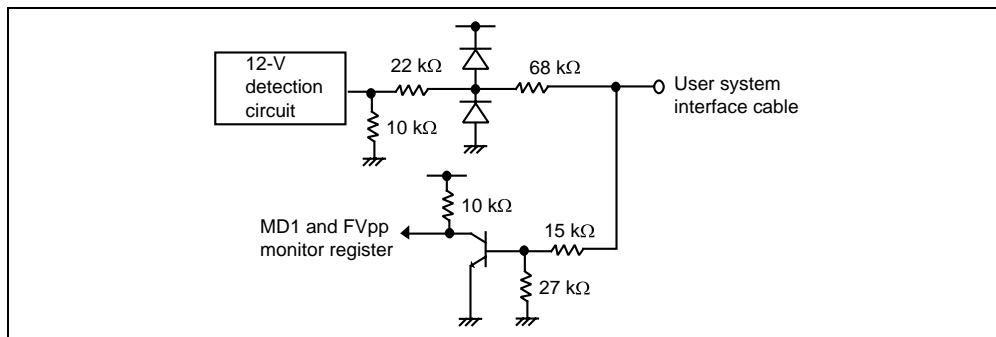 12-V
detection
circuit
22 kΩ
68 kΩ
User system
interface cable
10 kΩ
10 kΩ
MD1 and FVpp
monitor register
15 kΩ
27 kΩ